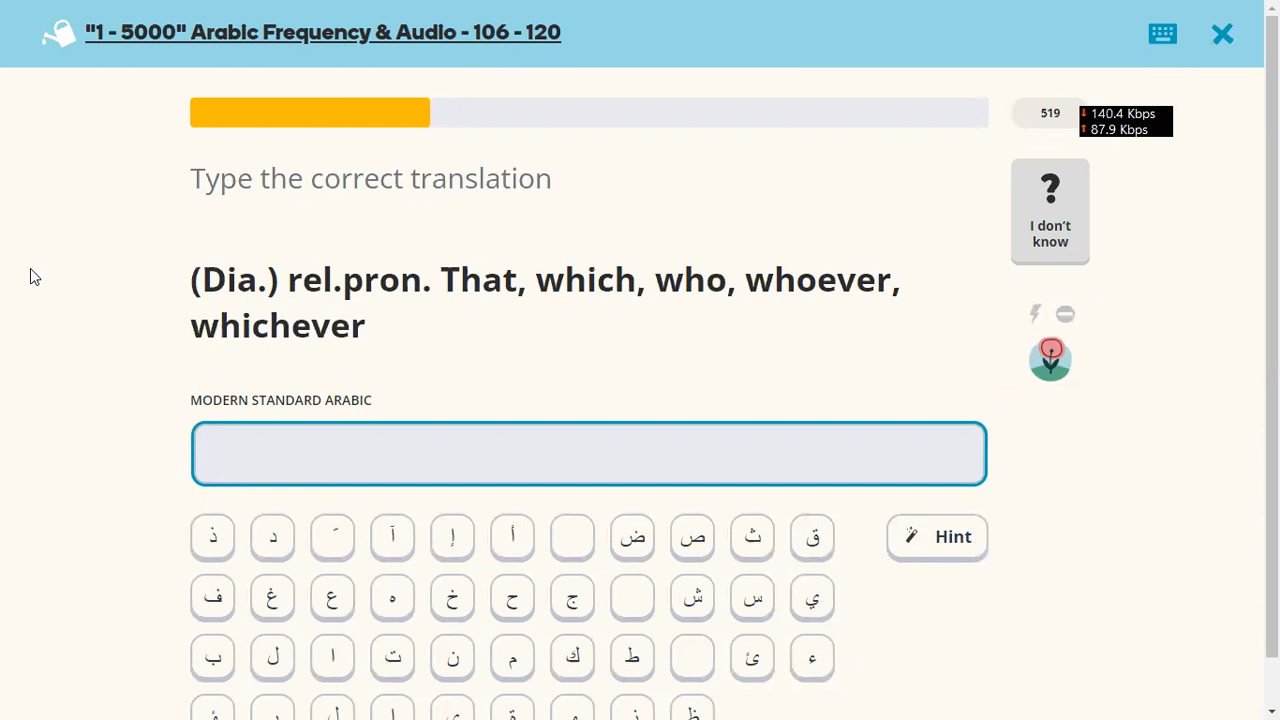 "1 - 5000" Arabic Frequency & Audio - 106 - 120
519
140.4 Kbps
87.9 Kbps
Type the correct translation
?
I don't know
(Dia.) rel.pron. That, which, who, whoever,
whichever
MODERN STANDARD ARABIC
ذ د َ آ إ أ ض ص ث ق
Hint
ف غ ع ه خ ح ج ش س ي
ب ل ا ت ن م ك ط ئ ء